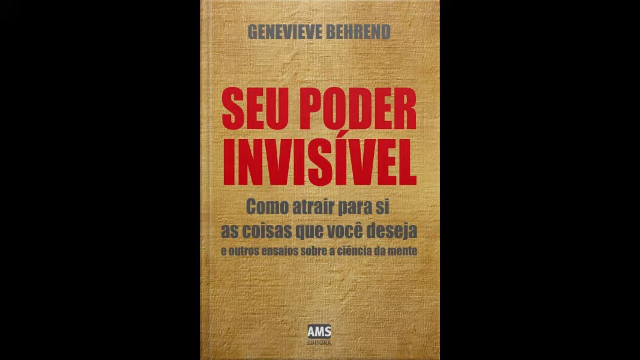 GENEVIEVE BEHREND
SEU PODER
INVISÍVEL
Como atrair para si
as coisas que você deseja
e outros ensaios sobre a ciência da mente
AMS
EDITORA